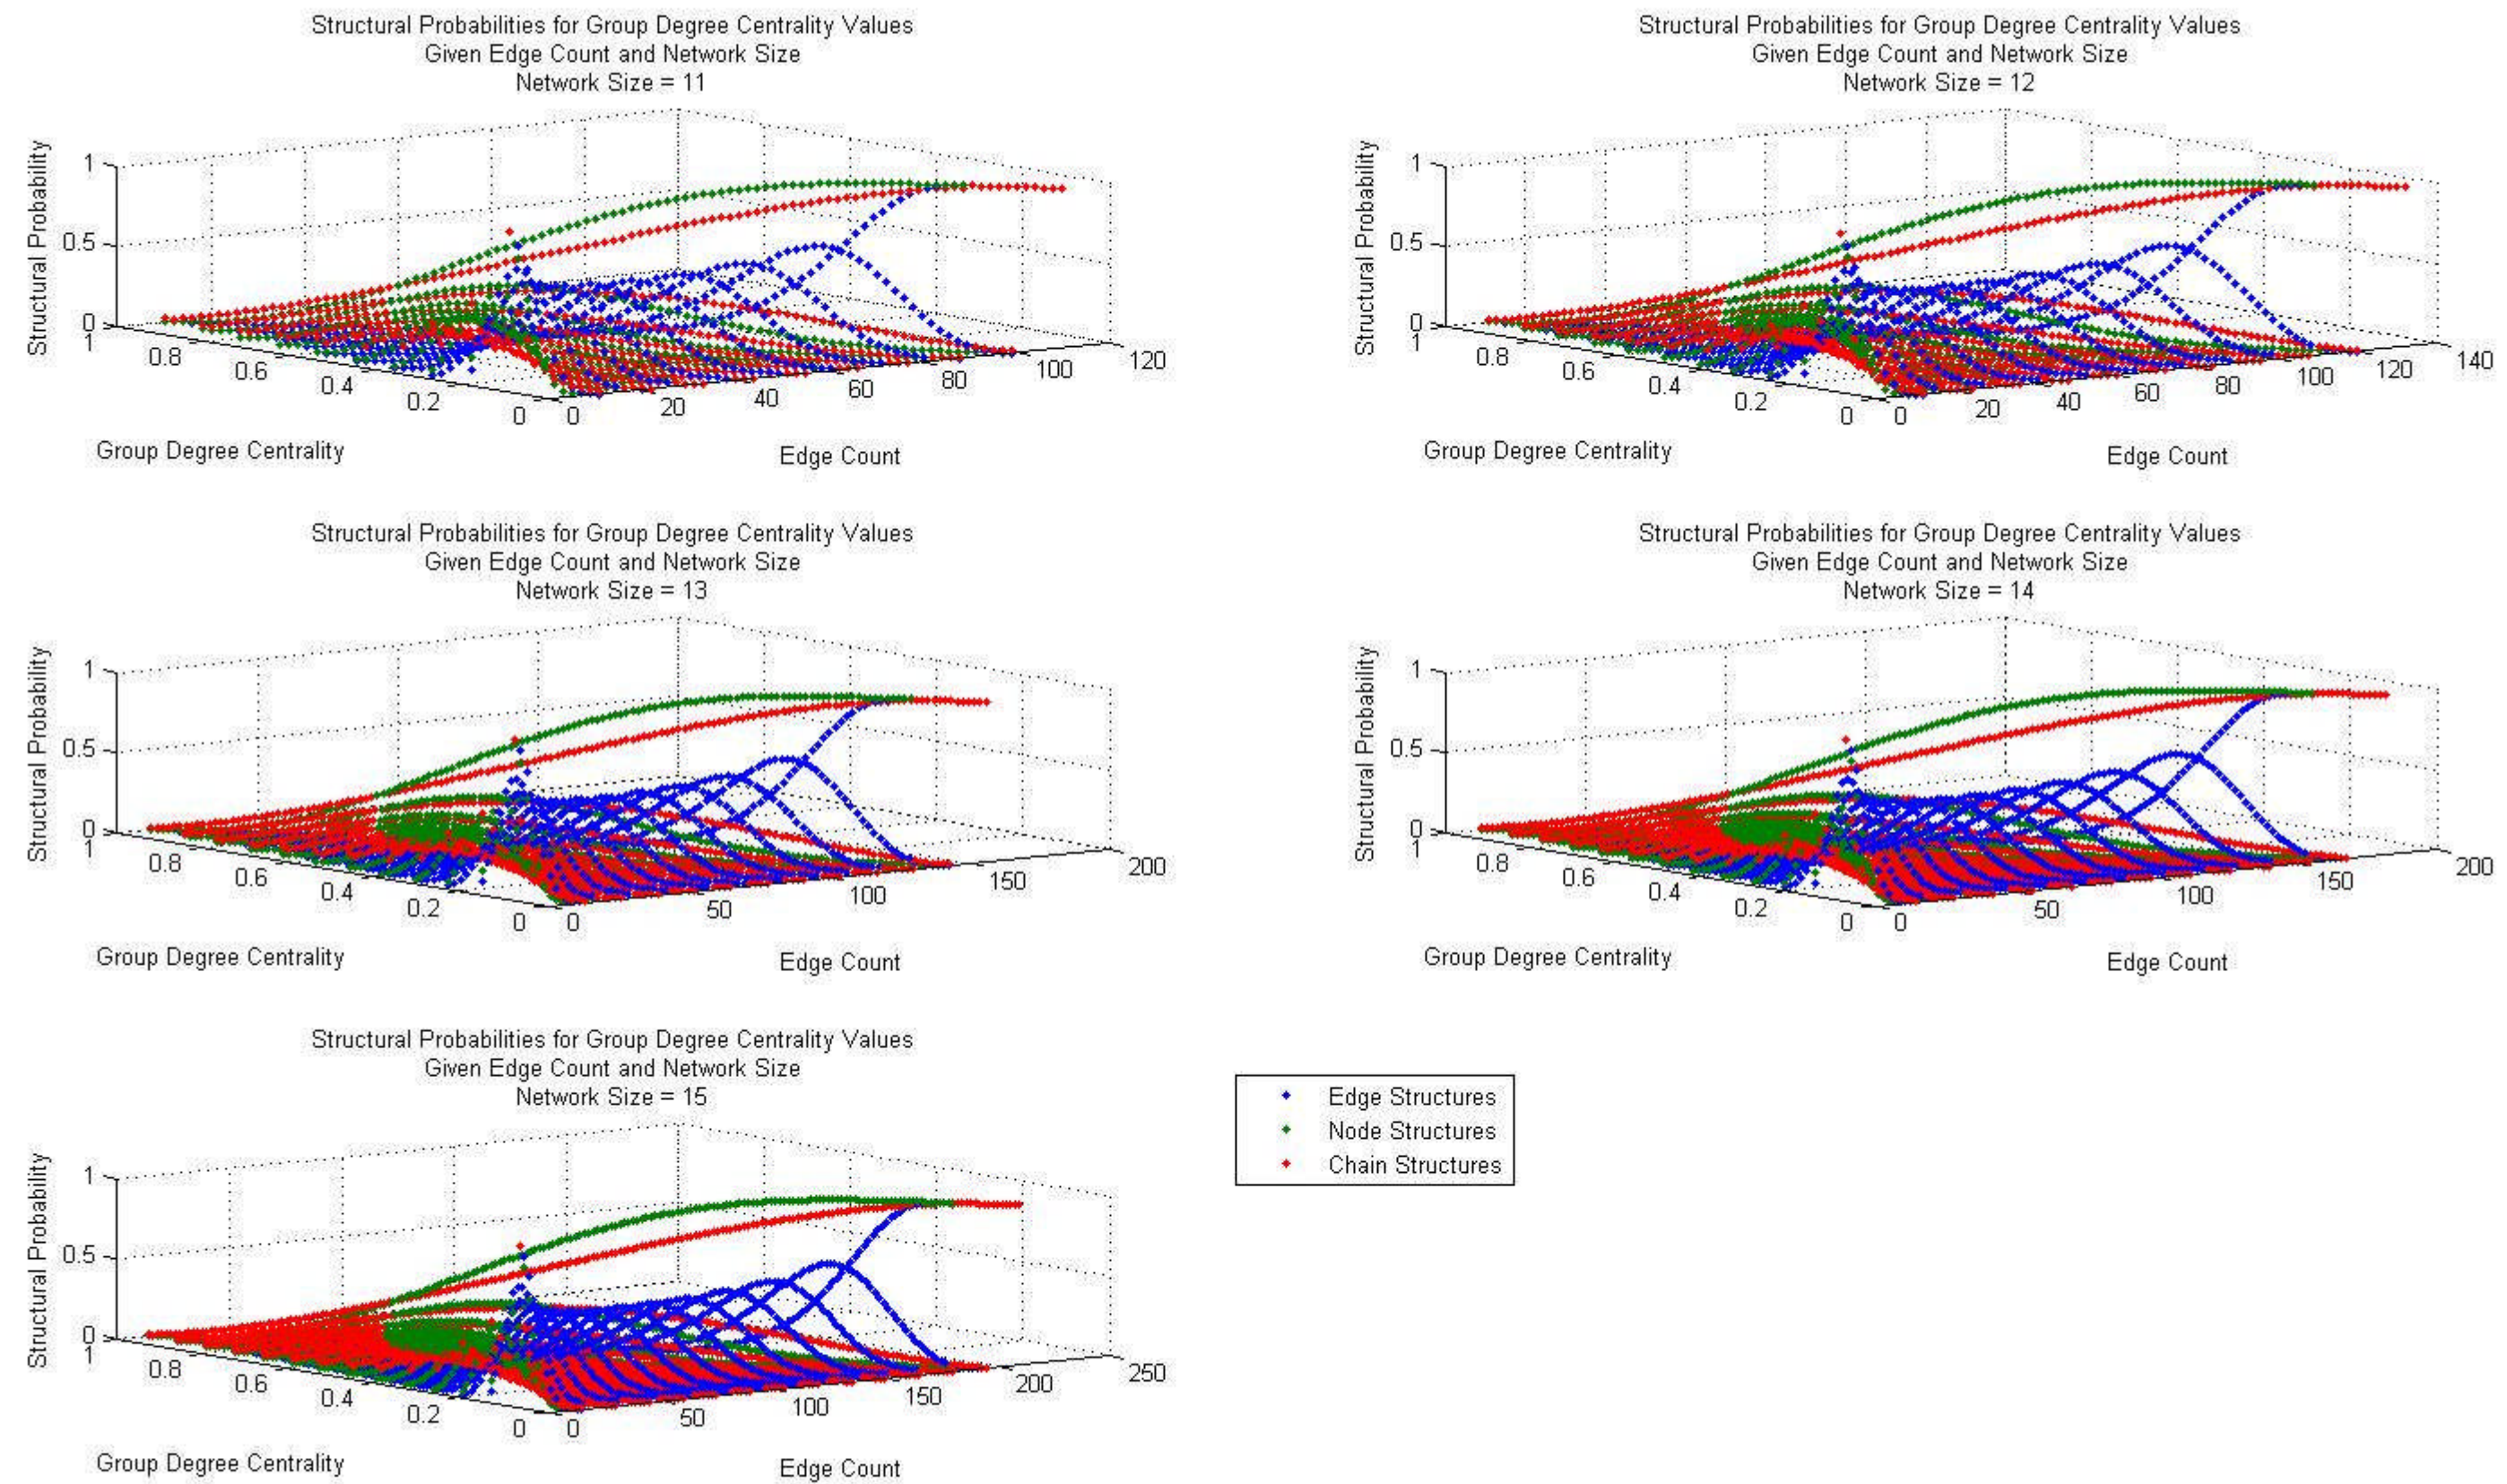 Structural Probabilities for Group Degree Centrality Values
Given Edge Count and Network Size
Network Size = 11
Structural Probability
1
0.5
0
1
0.8
0.6
0.4
0.2
0
0
20
40
60
80
100
120
Group Degree Centrality
Edge Count
Structural Probabilities for Group Degree Centrality Values
Given Edge Count and Network Size
Network Size = 12
Structural Probability
1
0.5
0
1
0.8
0.6
0.4
0.2
0
0
20
40
60
80
100
120
140
Group Degree Centrality
Edge Count
Structural Probabilities for Group Degree Centrality Values
Given Edge Count and Network Size
Network Size = 13
Structural Probability
1
0.5
0
1
0.8
0.6
0.4
0.2
0
0
50
100
150
200
Group Degree Centrality
Edge Count
Structural Probabilities for Group Degree Centrality Values
Given Edge Count and Network Size
Network Size = 14
Structural Probability
1
0.5
0
1
0.8
0.6
0.4
0.2
0
0
50
100
150
200
Group Degree Centrality
Edge Count
Structural Probabilities for Group Degree Centrality Values
Given Edge Count and Network Size
Network Size = 15
Structural Probability
1
0.5
0
1
0.8
0.6
0.4
0.2
0
0
50
100
150
200
250
Group Degree Centrality
Edge Count
Edge Structures
Node Structures
Chain Structures